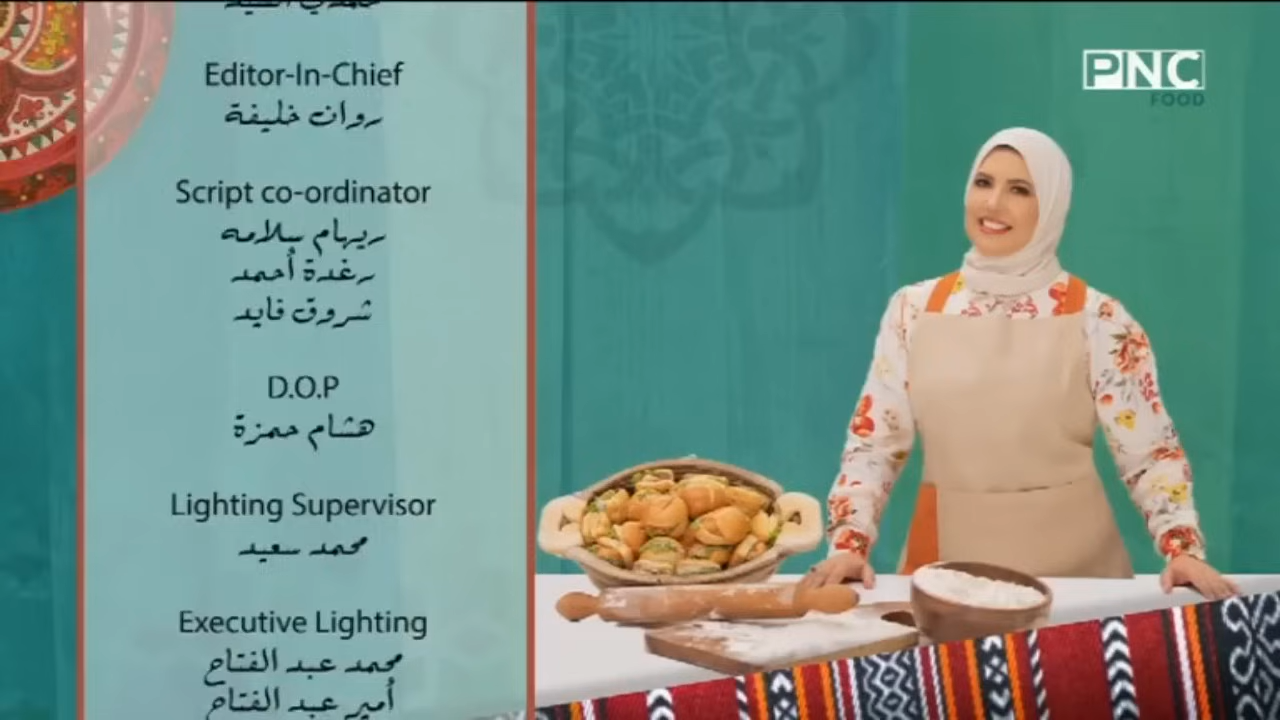 Editor-In-Chief
روان خليفة
Script co-ordinator
ريهام سلامه
رغدة أحمد
شروق فايد
D.O.P
هشام حمزة
Lighting Supervisor
محمد سعيد
Executive Lighting
محمد عبد الفتاح
أمير عبد الفتاح
PNC
FOOD